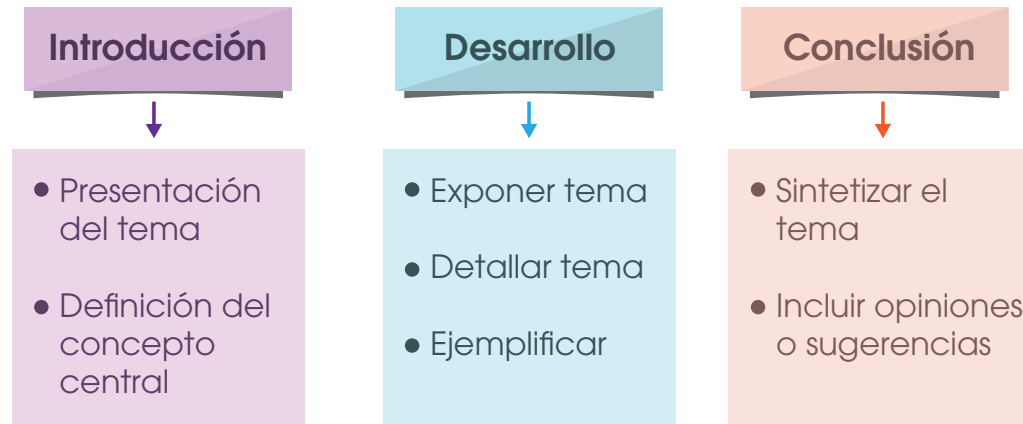 Introducción
Presentación
del tema
Definición del
concepto
central
Desarrollo
Exponer tema
Detallar tema
Ejemplificar
Conclusión
Sintetizar el
tema
Incluir opiniones
o sugerencias